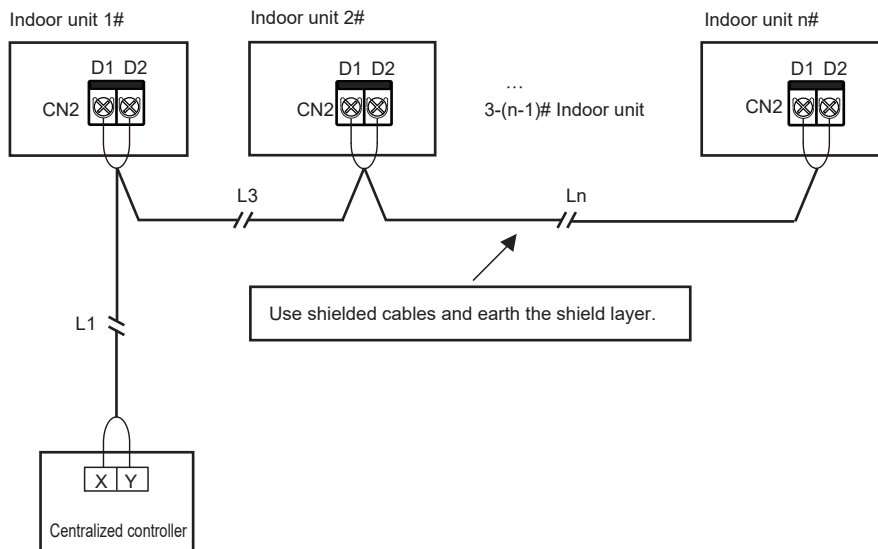 Indoor unit 1#
Indoor unit 2#
Indoor unit n#
D1 D2
D1 D2
D1 D2
CN2
CN2
CN2
...
3-(n-1)# Indoor unit
L3
Ln
Use shielded cables and earth the shield layer.
L1
X Y
Centralized controller